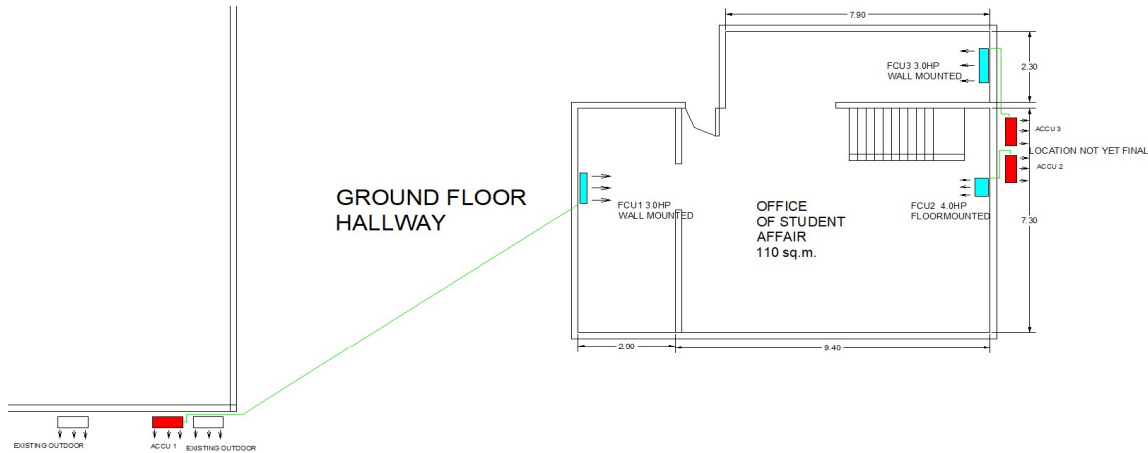 7.90
FCU3 3.0HP
WALL MOUNTED
2.30
ACCU 3
LOCATION NOT YET FINAL
ACCU 2
GROUND FLOOR
HALLWAY
FCU1 3.0HP
WALL MOUNTED
OFFICE
OF STUDENT
AFFAIR
110 sq.m.
FCU2 4.0HP
FLOORMOUNTED
7.30
2.90
9.40
EXISTING OUTDOOR
ACCU 1
EXISTING OUTDOOR